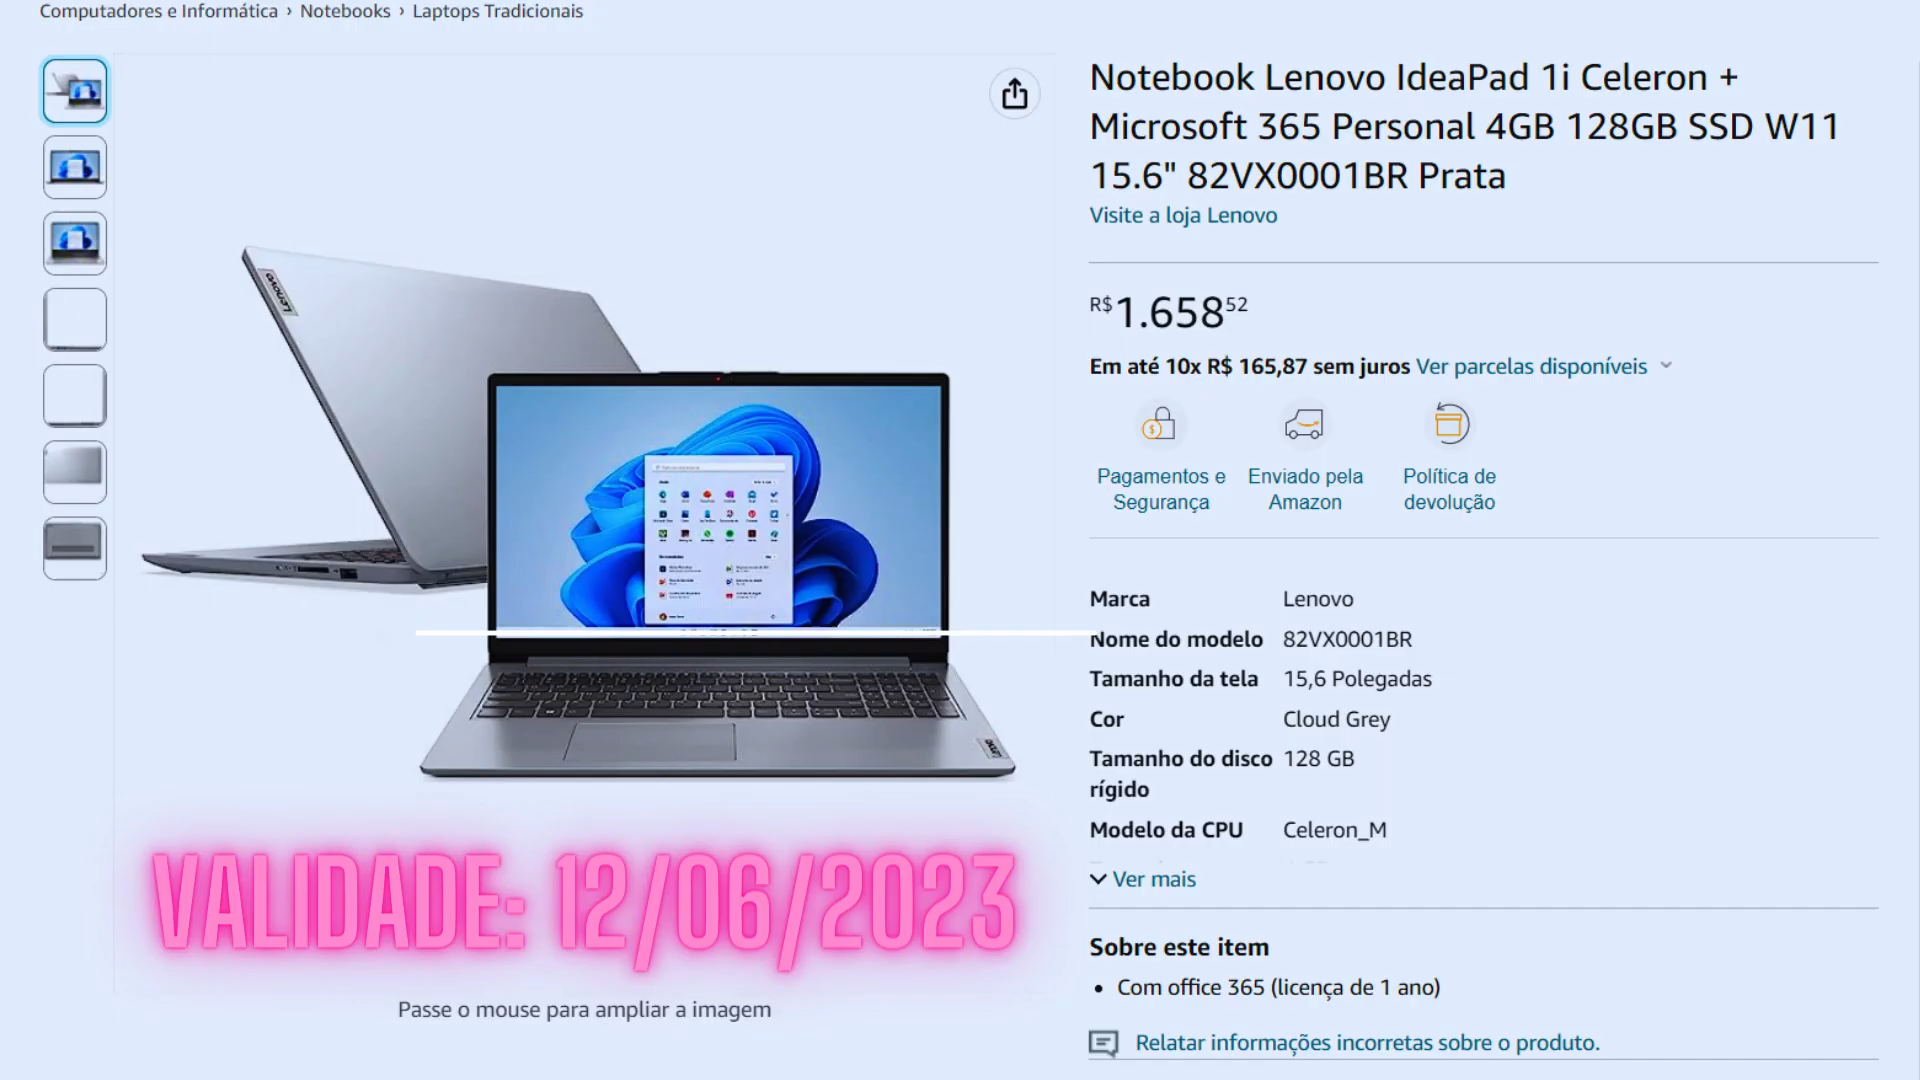 Computadores e Informática › Notebooks › Laptops Tradicionais
Notebook Lenovo IdeaPad 1i Celeron +
Microsoft 365 Personal 4GB 128GB SSD W11
15.6" 82VX0001BR Prata
Visite a loja Lenovo
R$1.65852
Em até 10x R$ 165,87 sem juros Ver parcelas disponíveis
Pagamentos e Segurança
Enviado pela Amazon
Política de devolução
Lenovo
Marca Lenovo
Nome do modelo 82VX0001BR
Tamanho da tela 15,6 Polegadas
Cor Cloud Grey
Tamanho do disco rígido 128 GB
Modelo da CPU Celeron_M
Ver mais
VALIDADE: 12/06/2023
Sobre este item
• Com office 365 (licença de 1 ano)
Passe o mouse para ampliar a imagem
Relatar informações incorretas sobre o produto.